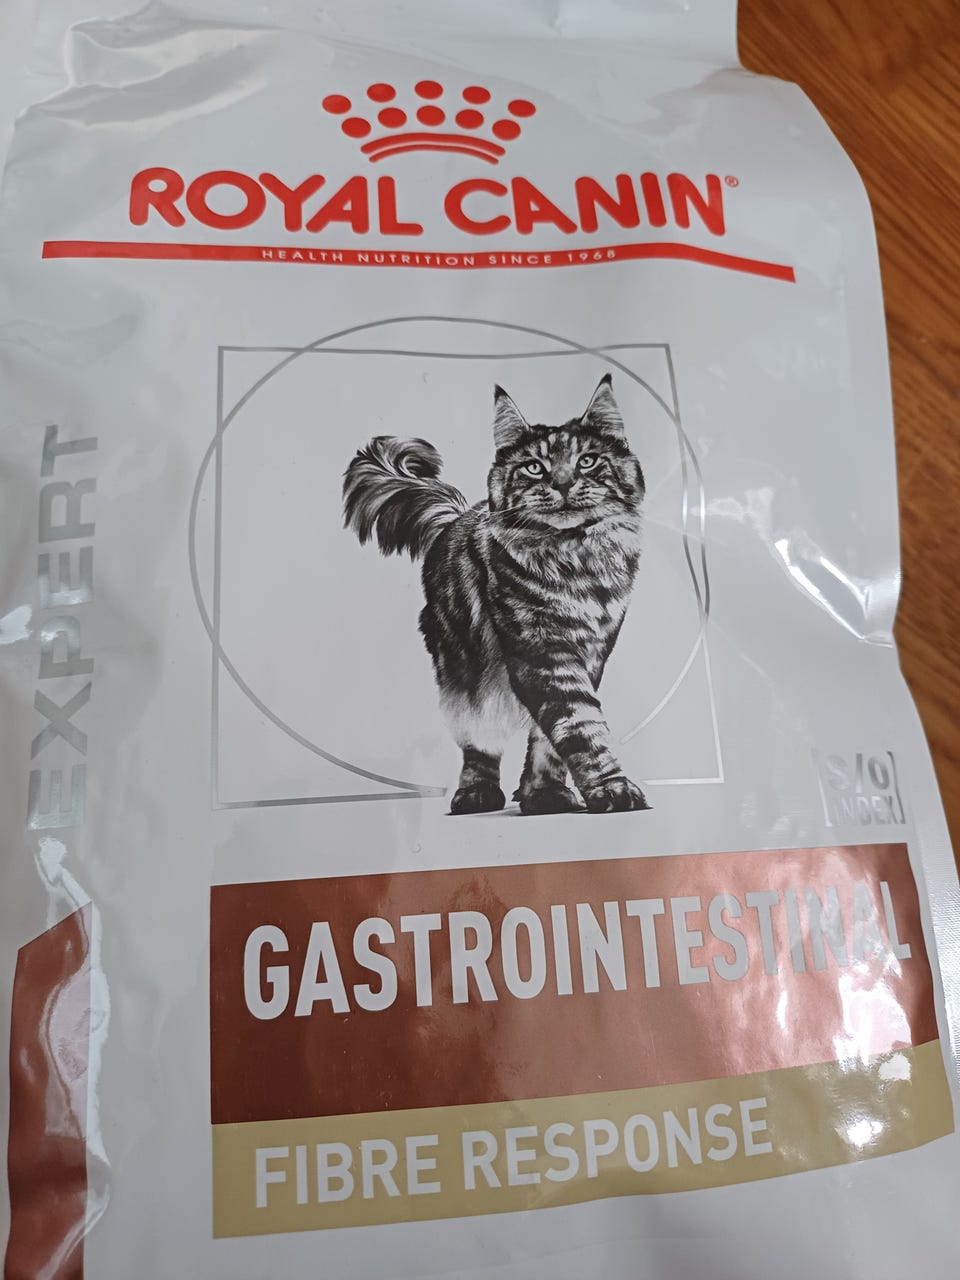 ROYAL CANIN®
HEALTH NUTRITION SINCE 1968
EXPERT
S/O
INDEX
GASTROINTESTINAL
FIBRE RESPONSE